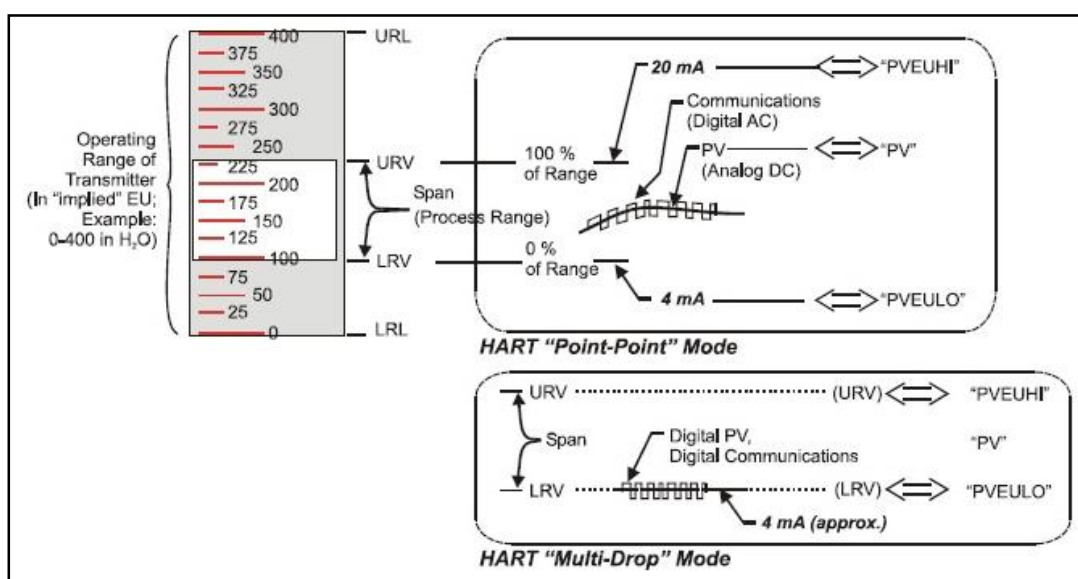 Operating
Range of
Transmitter
(In “implied” EU;
Example:
0-400 in H₂O)
400
375
350
325
300
275
250
225
200
175
150
125
100
75
50
25
0
URL
URV
LRV
LRL
Span
(Process Range)
100 %
of Range
0 %
of Range
20 mA
“PVEUHI”
Communications
(Digital AC)
PV
(Analog DC)
“PV”
4 mA
“PVEULO”
HART “Point-Point” Mode
URV
(URV)
“PVEUHI”
Span
Digital PV,
Digital Communications
“PV”
LRV
(LRV)
“PVEULO”
4 mA (approx.)
HART “Multi-Drop” Mode